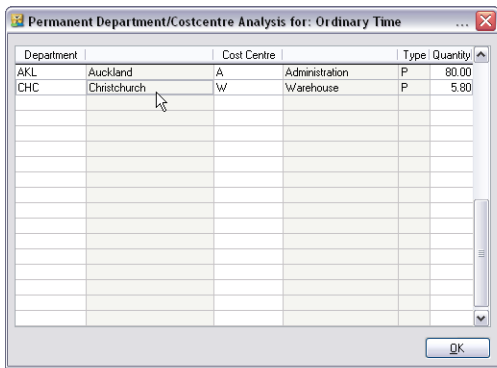 Permanent Department/Costcentre Analysis for: Ordinary Time ...
Department Cost Centre Type Quantity
AKL Auckland A Administration P 80.00
CHC Christchurch W Warehouse P 5.80
OK